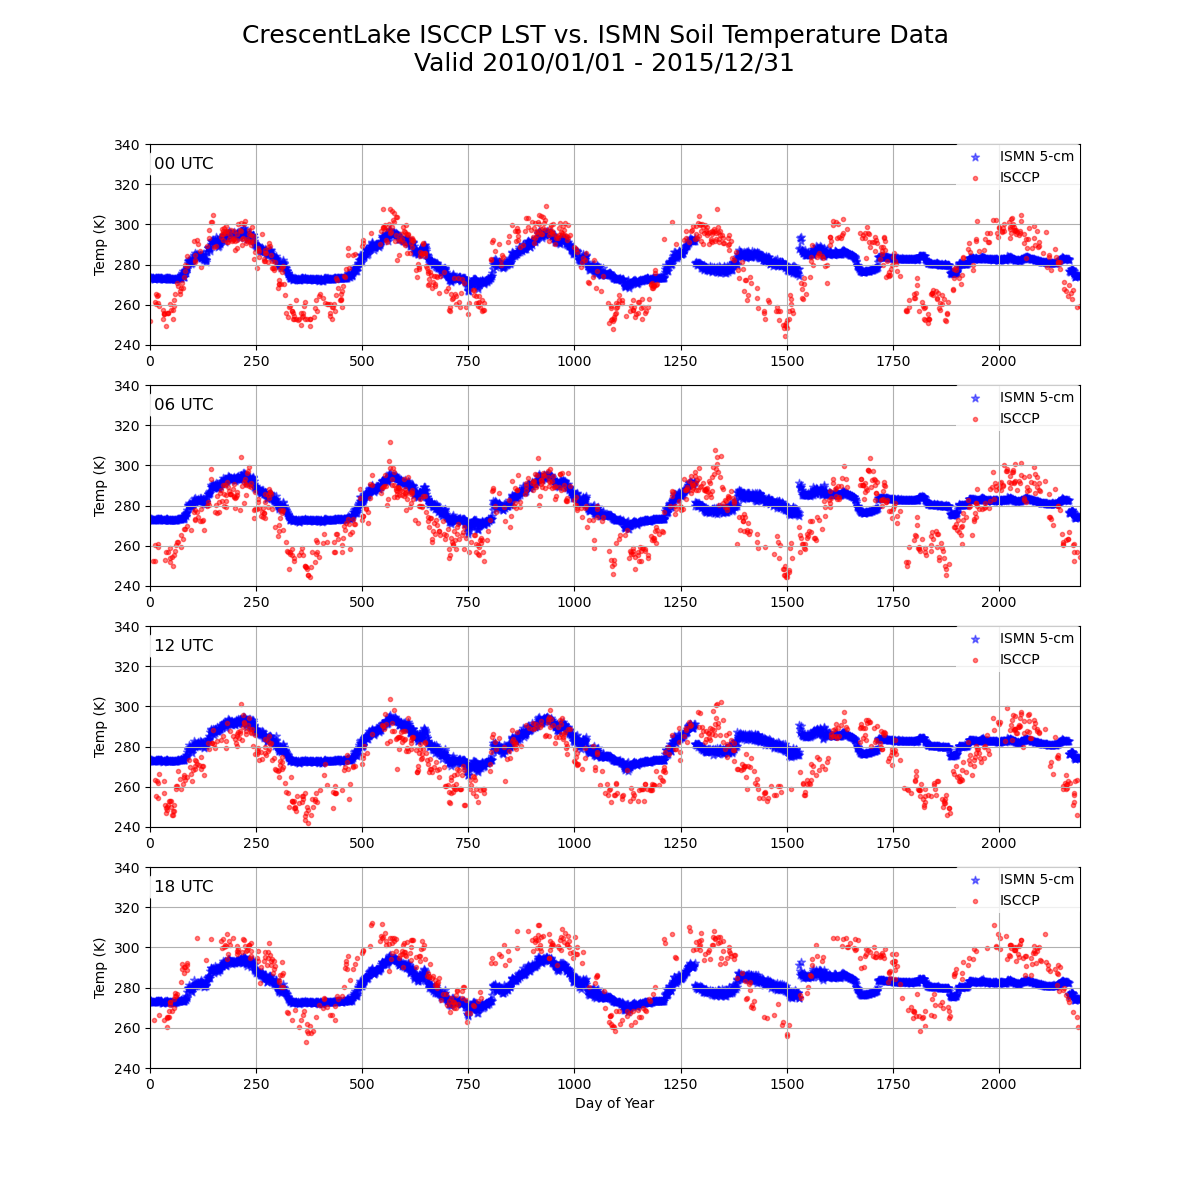 CrescentLake ISCCP LST vs. ISMN Soil Temperature Data
Valid 2010/01/01 - 2015/12/31
340
320
300
280
260
240
Temp (K)
00 UTC
ISMN 5-cm
ISCCP
0 250 500 750 1000 1250 1500 1750 2000
340
320
300
280
260
240
Temp (K)
06 UTC
ISMN 5-cm
ISCCP
0 250 500 750 1000 1250 1500 1750 2000
340
320
300
280
260
240
Temp (K)
12 UTC
ISMN 5-cm
ISCCP
0 250 500 750 1000 1250 1500 1750 2000
340
320
300
280
260
240
Temp (K)
18 UTC
ISMN 5-cm
ISCCP
0 250 500 750 1000 1250 1500 1750 2000
Day of Year